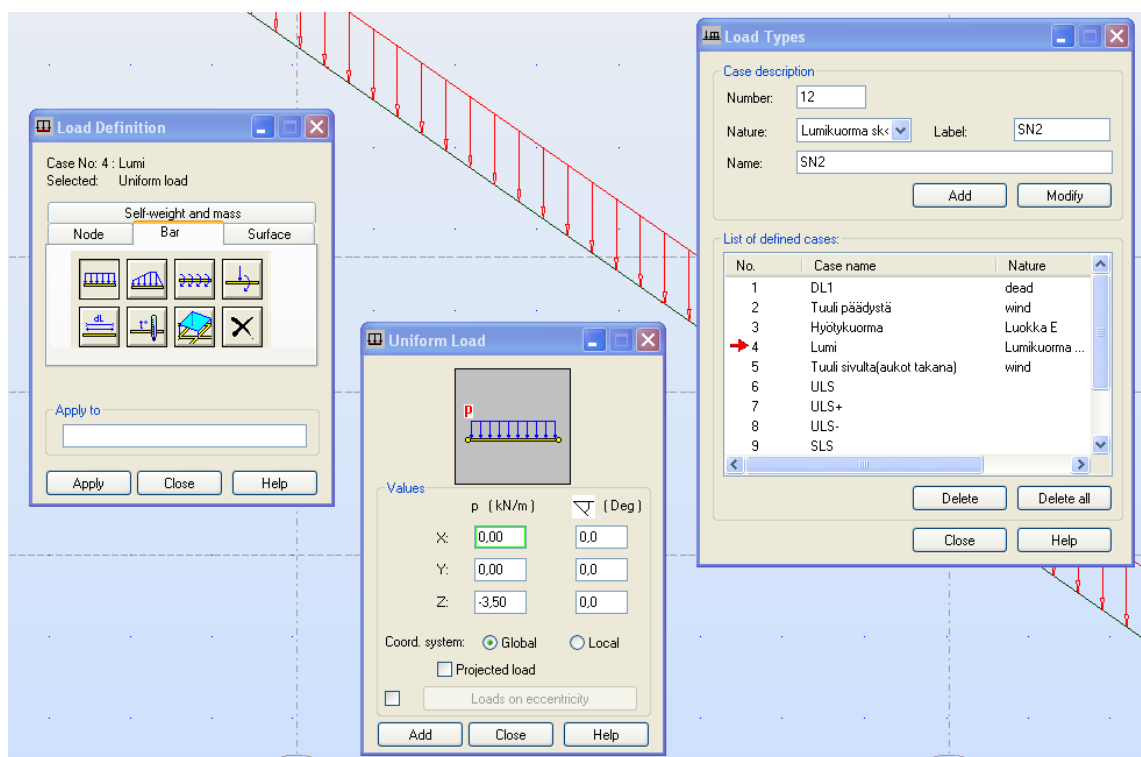 Load Definition
Case No: 4 : Lumi
Selected: Uniform load
Self-weight and mass
Node Bar Surface
dL t°
Apply to
Apply Close Help
Uniform Load
p
Values
p (kN/m) (Deg)
X: 0,00 0,0
Y: 0,00 0,0
Z: -3,50 0,0
Coord. system: Global Local
Projected load
Loads on eccentricity
Add Close Help
Load Types
Case description
Number: 12
Nature: Lumikuorma sk< Label: SN2
Name: SN2
Add Modify
List of defined cases:
No. Case name Nature
1 DL1 dead
2 Tuuli päädystä wind
3 Hyötykuorma Luokka E
4 Lumi Lumikuorma ...
5 Tuuli sivulta(aukot takana) wind
6 ULS
7 ULS+
8 ULS-
9 SLS
Delete Delete all
Close Help